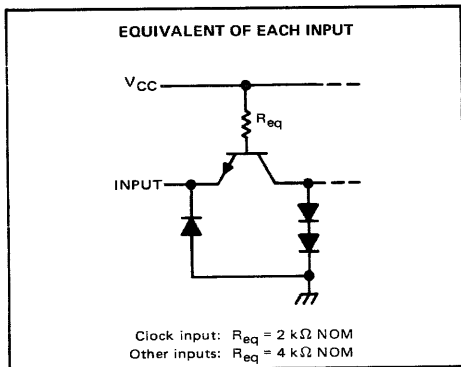 EQUIVALENT OF EACH INPUT
VCC
Req
INPUT
Clock input: Req = 2 kΩ NOM
Other inputs: Req = 4 kΩ NOM